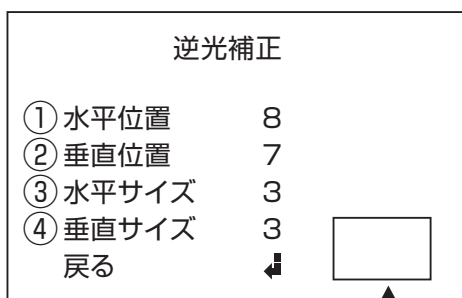 逆光補正
①水平位置 8
②垂直位置 7
③水平サイズ 3
④垂直サイズ 3
戻る ↲